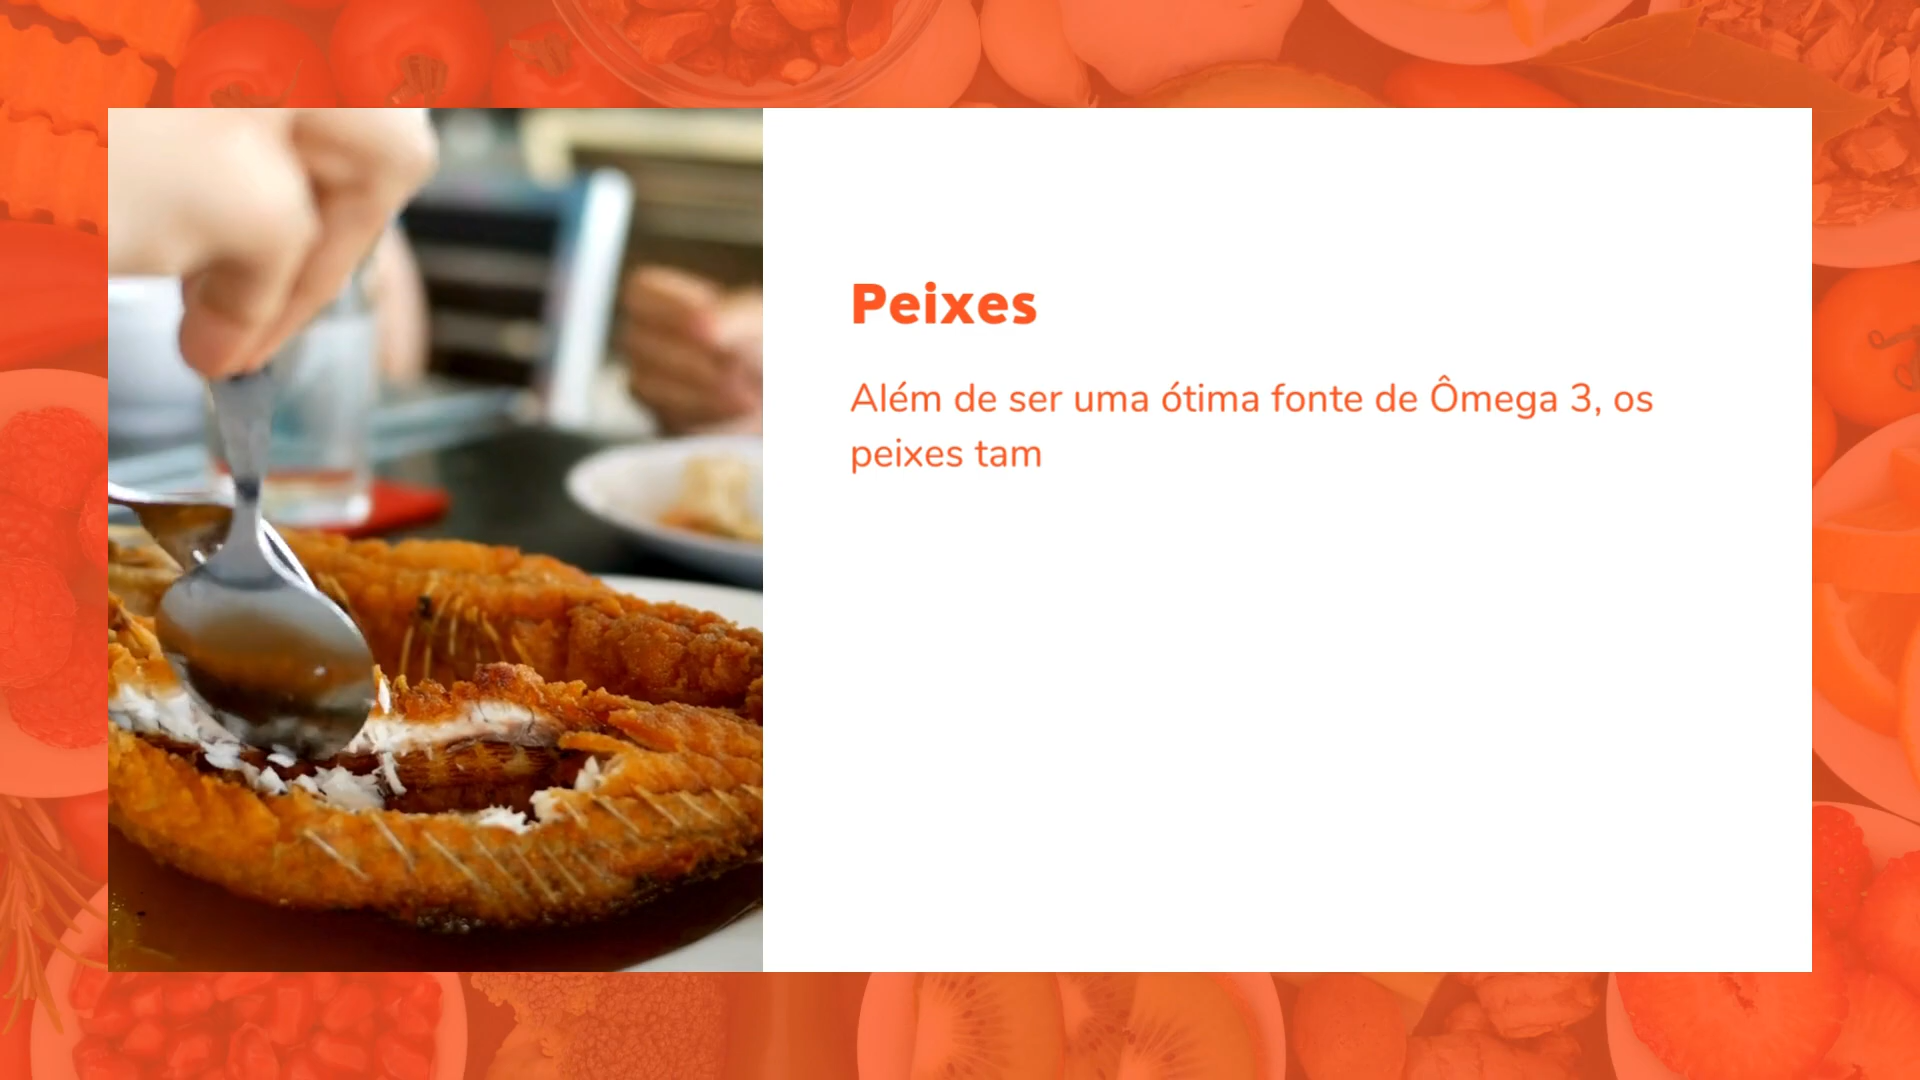 Peixes
Além de ser uma ótima fonte de Ômega 3, os
peixes tam